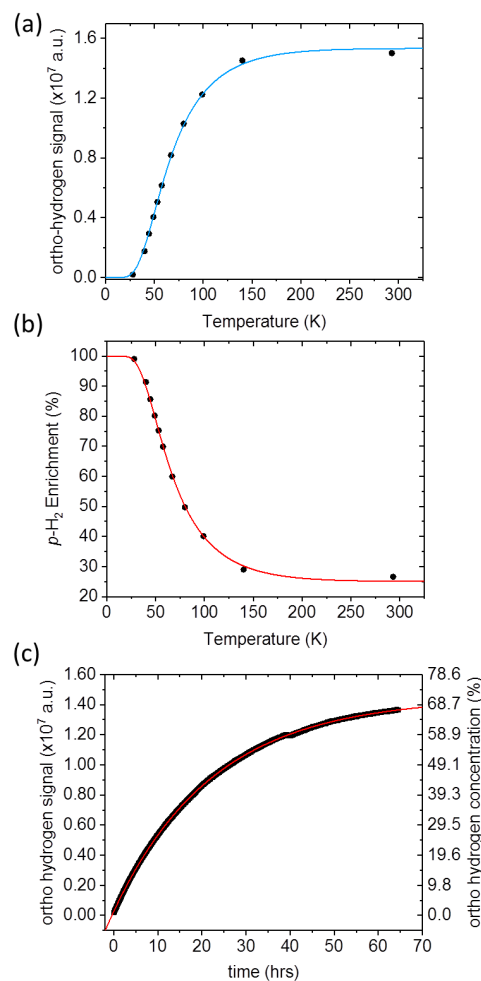 (a)
ortho-hydrogen signal (x10⁷ a.u.)
1.6
1.2
0.8
0.4
0.0
0 50 100 150 200 250 300
Temperature (K)
(b)
p-H₂ Enrichment (%)
100
90
80
70
60
50
40
30
20
0 50 100 150 200 250 300
Temperature (K)
(c)
ortho hydrogen signal (x10⁷ a.u.)
1.60
1.40
1.20
1.00
0.80
0.60
0.40
0.20
0.00
78.6
68.7
58.9
49.1
39.3
29.5
19.6
9.8
0.0
ortho hydrogen concentration (%)
0 10 20 30 40 50 60 70
time (hrs)